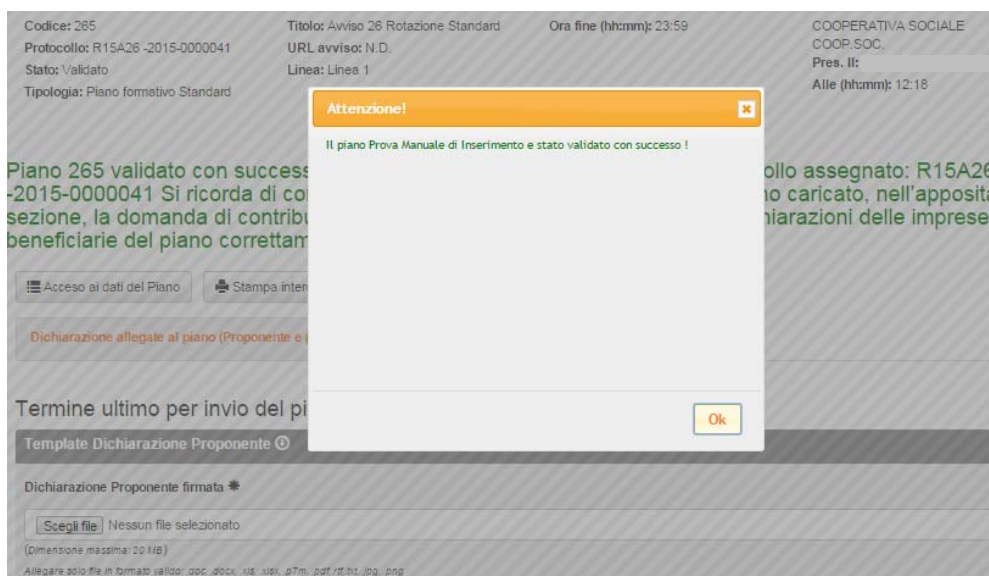 Codice: 265
Protocollo: R15A26 -2015-0000041
Stato: Validato
Tipologia: Piano formativo Standard
Titolo: Avviso 26 Rotazione Standard
URL avviso: N.D.
Linea: Linea 1
Ora fine (hh:mm): 23:59
COOPERATIVA SOCIALE
COOP.SOC.
Pres. Il:
Alle (hh:mm): 12:18
Attenzione!
Il piano Prova Manuale di Inserimento e stato validato con successo !
Ok
Piano 265 validato con success ollo assegnato: R15A26
-2015-0000041 Si ricorda di co o caricato, nell'apposita
sezione, la domanda di contribu iarazioni delle imprese
beneficiarie del piano correttam
Acceso ai dati del Piano
Stampa inter
Dichiarazione allegate al piano (Proponente e
Termine ultimo per invio del pi
Template Dichiarazione Proponente
Dichiarazione Proponente firmata
Scegli file Nessun file selezionato
(Dimensione massima: 20 MB)
Allegare solo file in formato valido: doc, docx, xls, xlsx, p7m, pdf,rtf,txt, jpg, png